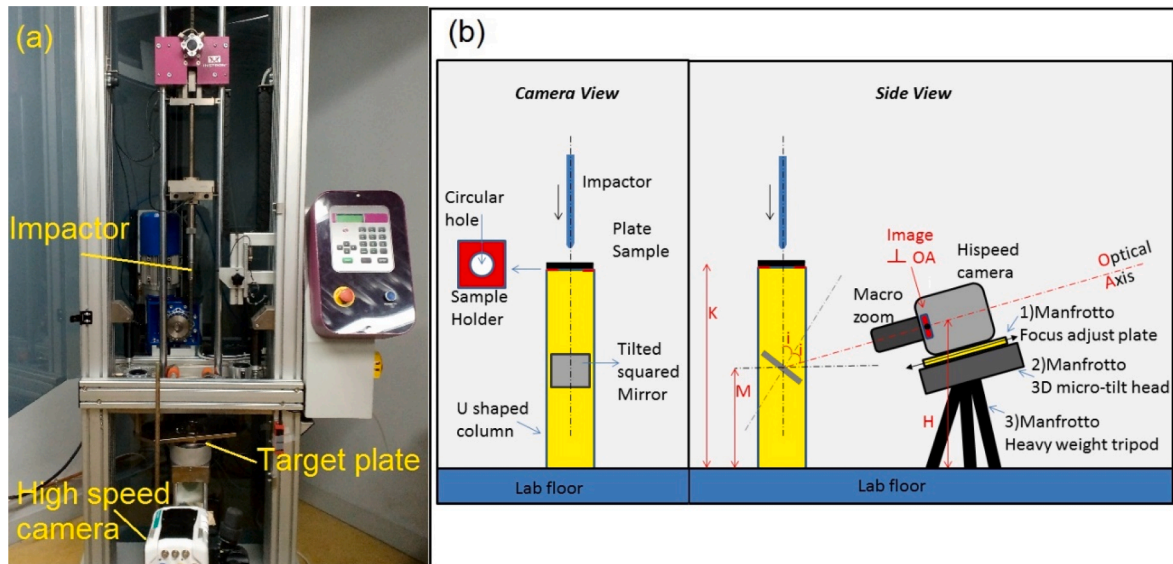 (a)
Impactor
Target plate
High speed
camera
(b)
Camera View
Impactor
Circular
hole
Plate
Sample
Sample
Holder
Tilted
squared
Mirror
U shaped
column
Lab floor
Side View
Image
⊥ OA
Hispeed
camera
Optical
Axis
Macro
zoom
1)Manfrotto
Focus adjust plate
2)Manfrotto
3D micro-tilt head
3)Manfrotto
Heavy weight tripod
K
i
i
M
H
Lab floor